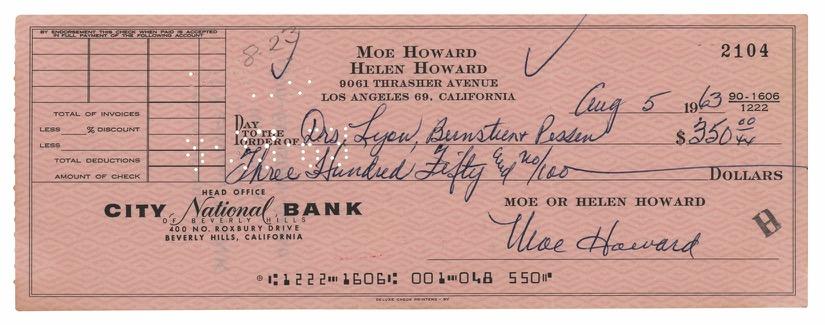 BY ENDORSEMENT THIS CHECK WHEN PAID IS ACCEPTED
IN FULL PAYMENT OF THE FOLLOWING ACCOUNT
TOTAL OF INVOICES
LESS % DISCOUNT
LESS
TOTAL DEDUCTIONS
AMOUNT OF CHECK
8-23
MOE HOWARD
HELEN HOWARD
9061 THRASHER AVENUE
LOS ANGELES 69, CALIFORNIA
2104
Aug 5 1963 90-1606
1222
PAY TO THE ORDER OF Drs, Lyon, Bernstien & Possen $350 00/xx
Three Hundred Fifty and no/100 DOLLARS
HEAD OFFICE
CITY National BANK
OF BEVERLY HILLS
400 NO. ROXBURY DRIVE
BEVERLY HILLS, CALIFORNIA
MOE OR HELEN HOWARD
H
Moe Howard
⑆1222⑉1606⑆ 001⑉048 550⑈
DELUXE CHECK PRINTERS - BV